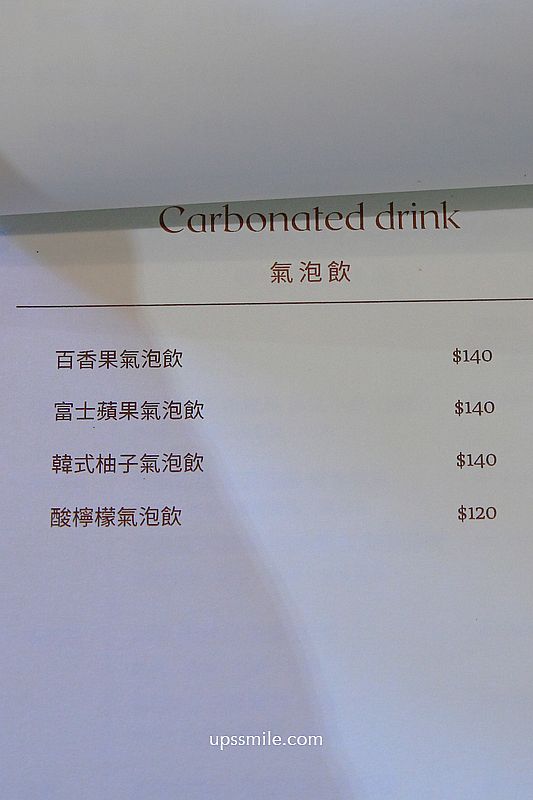 Carbonated drink
氣泡飲
百香果氣泡飲 $140
富士蘋果氣泡飲 $140
韓式柚子氣泡飲 $140
酸檸檬氣泡飲 $120
upssmile.com